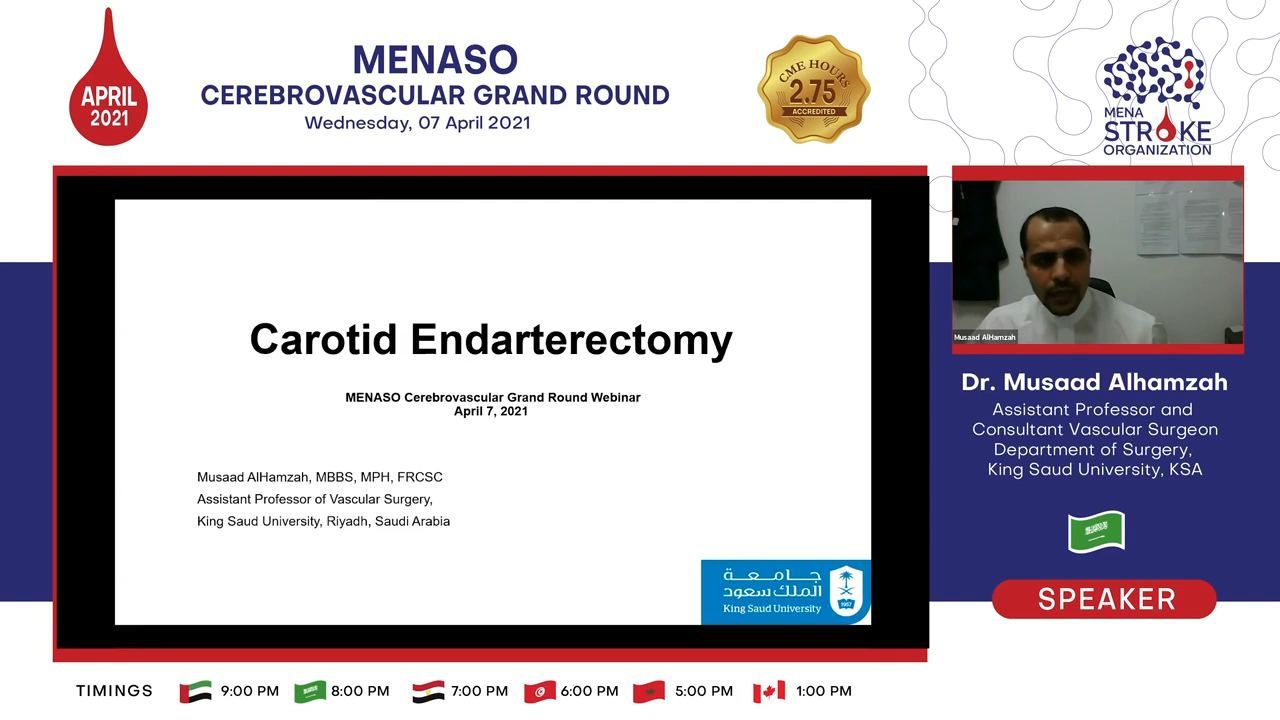 APRIL
2021
MENASO
CEREBROVASCULAR GRAND ROUND
Wednesday, 07 April 2021
CME HOURS
2.75
ACCREDITED
MENA
STROKE
ORGANIZATION
Carotid Endarterectomy
MENASO Cerebrovascular Grand Round Webinar
April 7, 2021
Musaad AlHamzah, MBBS, MPH, FRCSC
Assistant Professor of Vascular Surgery,
King Saud University, Riyadh, Saudi Arabia
جامعة
الملك سعود
King Saud University
1957
Musaad AlHamzah
Dr. Musaad Alhamzah
Assistant Professor and
Consultant Vascular Surgeon
Department of Surgery,
King Saud University, KSA
SPEAKER
TIMINGS 9:00 PM 8:00 PM 7:00 PM 6:00 PM 5:00 PM 1:00 PM